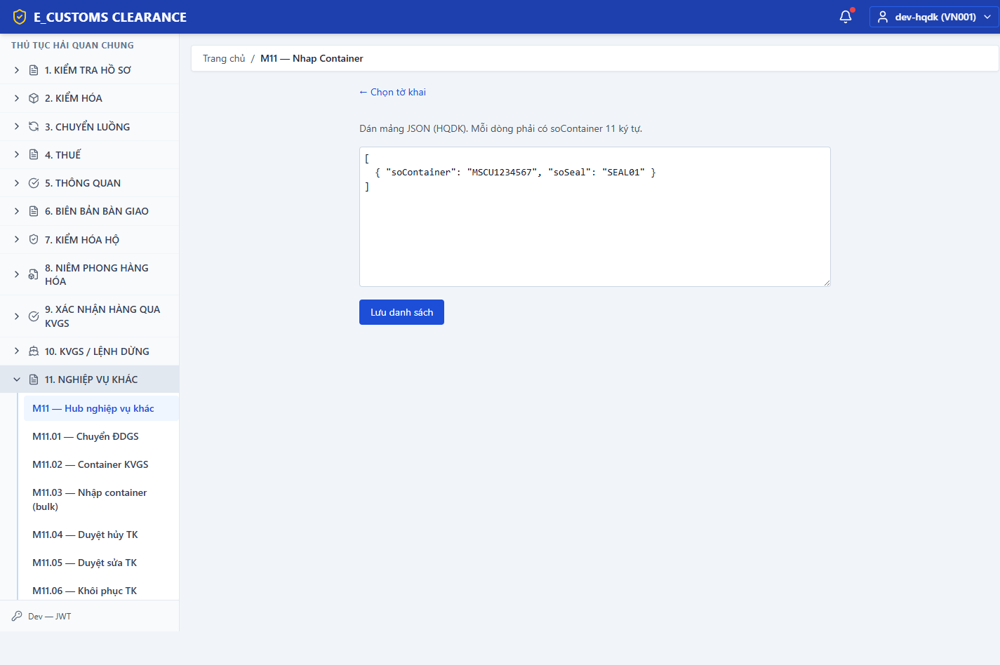 E_CUSTOMS CLEARANCE
dev-hqdk (VN001)
THỦ TỤC HẢI QUAN CHUNG
1. KIỂM TRA HỒ SƠ
2. KIỂM HÓA
3. CHUYỂN LUỒNG
4. THUẾ
5. THÔNG QUAN
6. BIÊN BẢN BÀN GIAO
7. KIỂM HÓA HỘ
8. NIÊM PHONG HÀNG
HÓA
9. XÁC NHẬN HÀNG QUA
KVGS
10. KVGS / LỆNH DỪNG
11. NGHIỆP VỤ KHÁC
M11 — Hub nghiệp vụ khác
M11.01 — Chuyển ĐDGS
M11.02 — Container KVGS
M11.03 — Nhập container
(bulk)
M11.04 — Duyệt hủy TK
M11.05 — Duyệt sửa TK
M11.06 — Khôi phục TK
Dev — JWT
Trang chủ / M11 — Nhap Container
← Chọn tờ khai
Dán mảng JSON (HQDK). Mỗi dòng phải có soContainer 11 ký tự.
[
{ "soContainer": "MSCU1234567", "soSeal": "SEAL01" }
]
Lưu danh sách